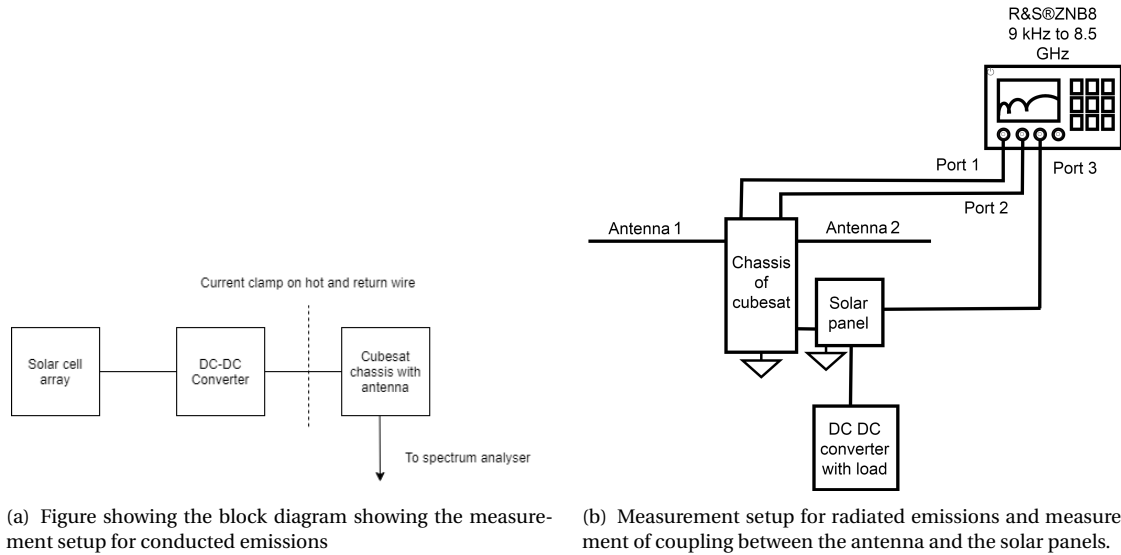 R&S®ZNB8
9 kHz to 8.5
GHz
Port 1
Port 3
Port 2
Antenna 1
Antenna 2
Chassis
of
cubesat
Solar
panel
DC DC
converter
with load
Current clamp on hot and return wire
Solar cell
array
DC-DC
Converter
Cubesat
chassis with
antenna
To spectrum analyser
(a) Figure showing the block diagram showing the measure-
ment setup for conducted emissions
(b) Measurement setup for radiated emissions and measure
ment of coupling between the antenna and the solar panels.